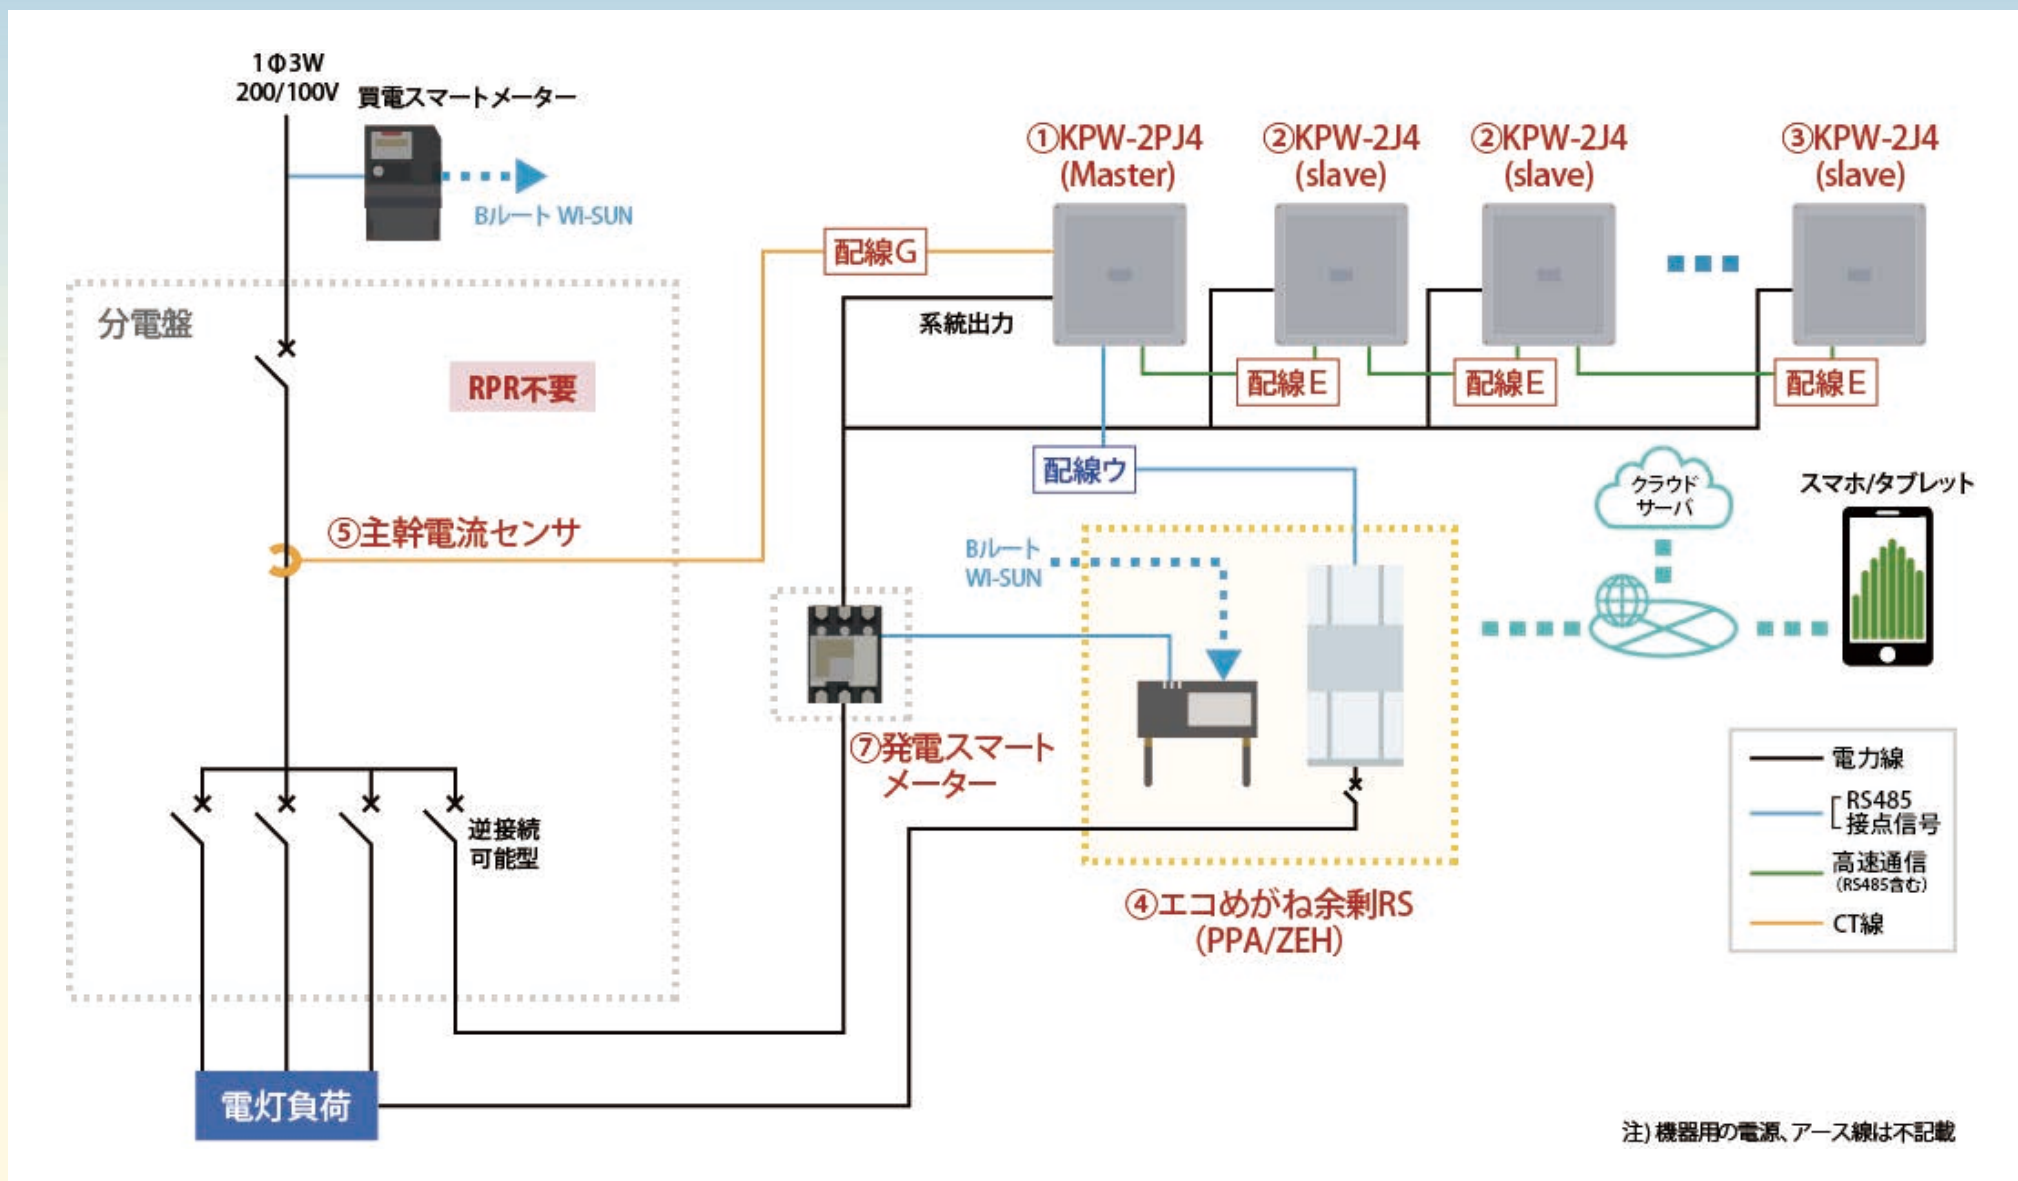 1Φ3W
200/100V
買電スマートメーター
Bルート WI-SUN
①KPW-2PJ4
(Master)
②KPW-2J4
(slave)
②KPW-2J4
(slave)
③KPW-2J4
(slave)
配線G
系統出力
分電盤
RPR不要
配線E
配線E
配線E
配線ウ
クラウド
サーバ
スマホ/タブレット
⑤主幹電流センサ
Bルート
WI-SUN
⑦発電スマート
メーター
逆接続
可能型
④エコめがね余剰RS
(PPA/ZEH)
電力線
RS485
接点信号
高速通信
(RS485含む)
CT線
電灯負荷
注) 機器用の電源、アース線は不記載